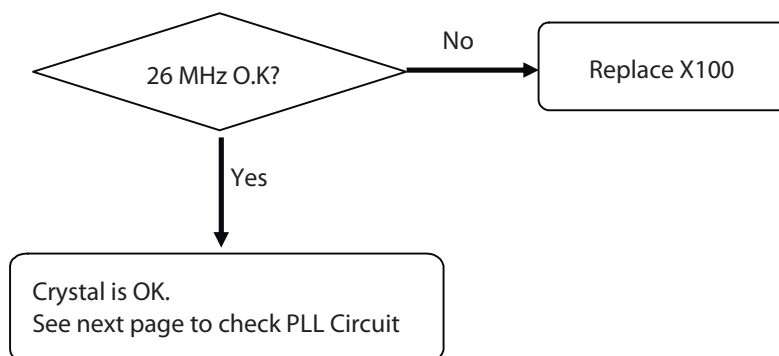 26 MHz O.K?
No
Replace X100
Yes
Crystal is OK.
See next page to check PLL Circuit